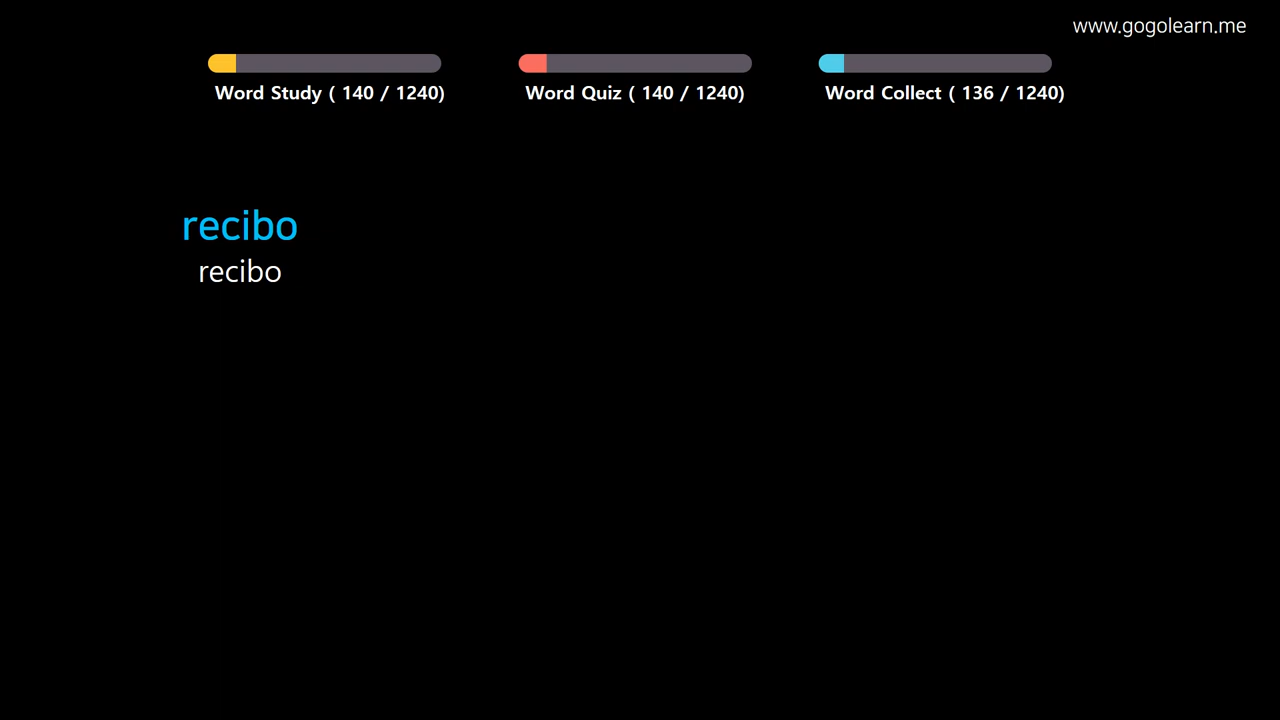 www.gogolearn.me
Word Study ( 140 / 1240)
Word Quiz ( 140 / 1240)
Word Collect ( 136 / 1240)
recibo
recibo